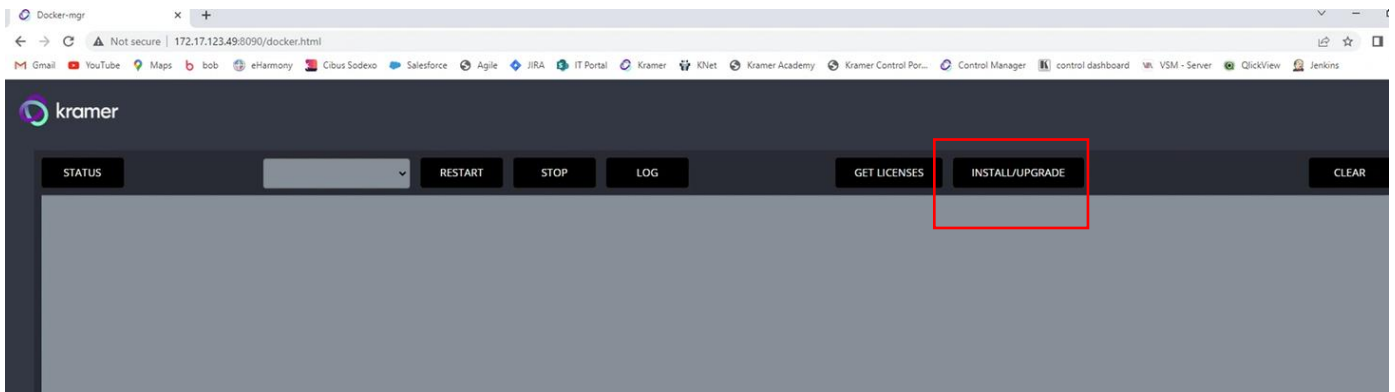 Docker-mgr
Not secure | 172.17.123.49:8090/docker.html
Gmail YouTube Maps bob eHarmony Cibus Sodexo Salesforce Agile JIRA IT Portal Kramer KNet Kramer Academy Kramer Control Por... Control Manager control dashboard VSM - Server QlickView Jenkins
kramer
STATUS RESTART STOP LOG GET LICENSES INSTALL/UPGRADE CLEAR